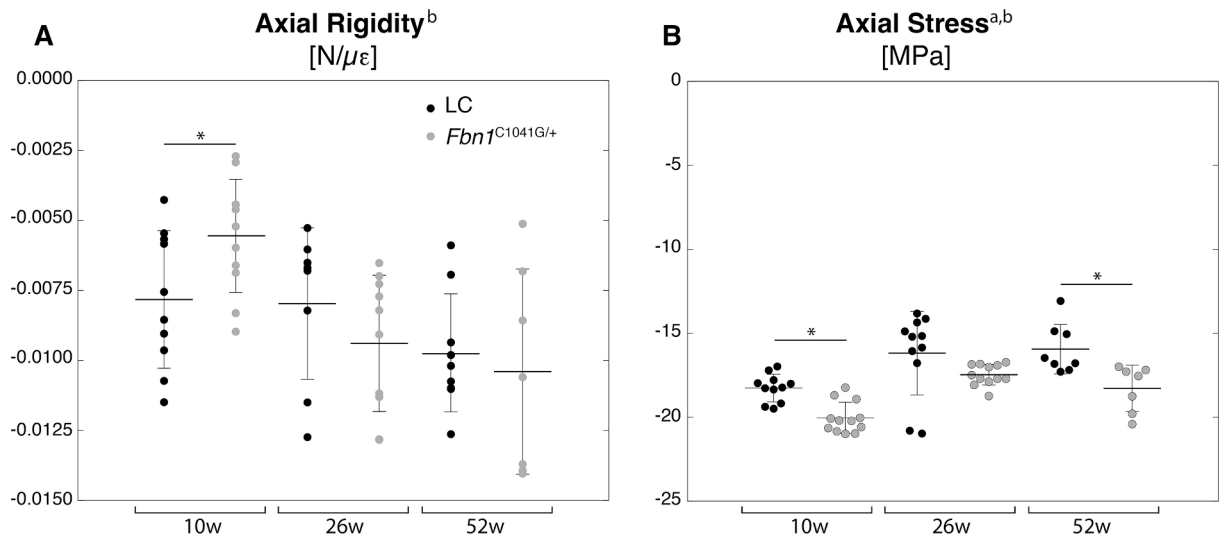 A
Axial Rigidity^b
[N/με]
0.0000
-0.0025
-0.0050
-0.0075
-0.0100
-0.0125
-0.0150
LC
Fbn1^C1041G/+
*
10w 26w 52w
B
Axial Stress^a,b
[MPa]
0
-5
-10
-15
-20
-25
*
*
10w 26w 52w